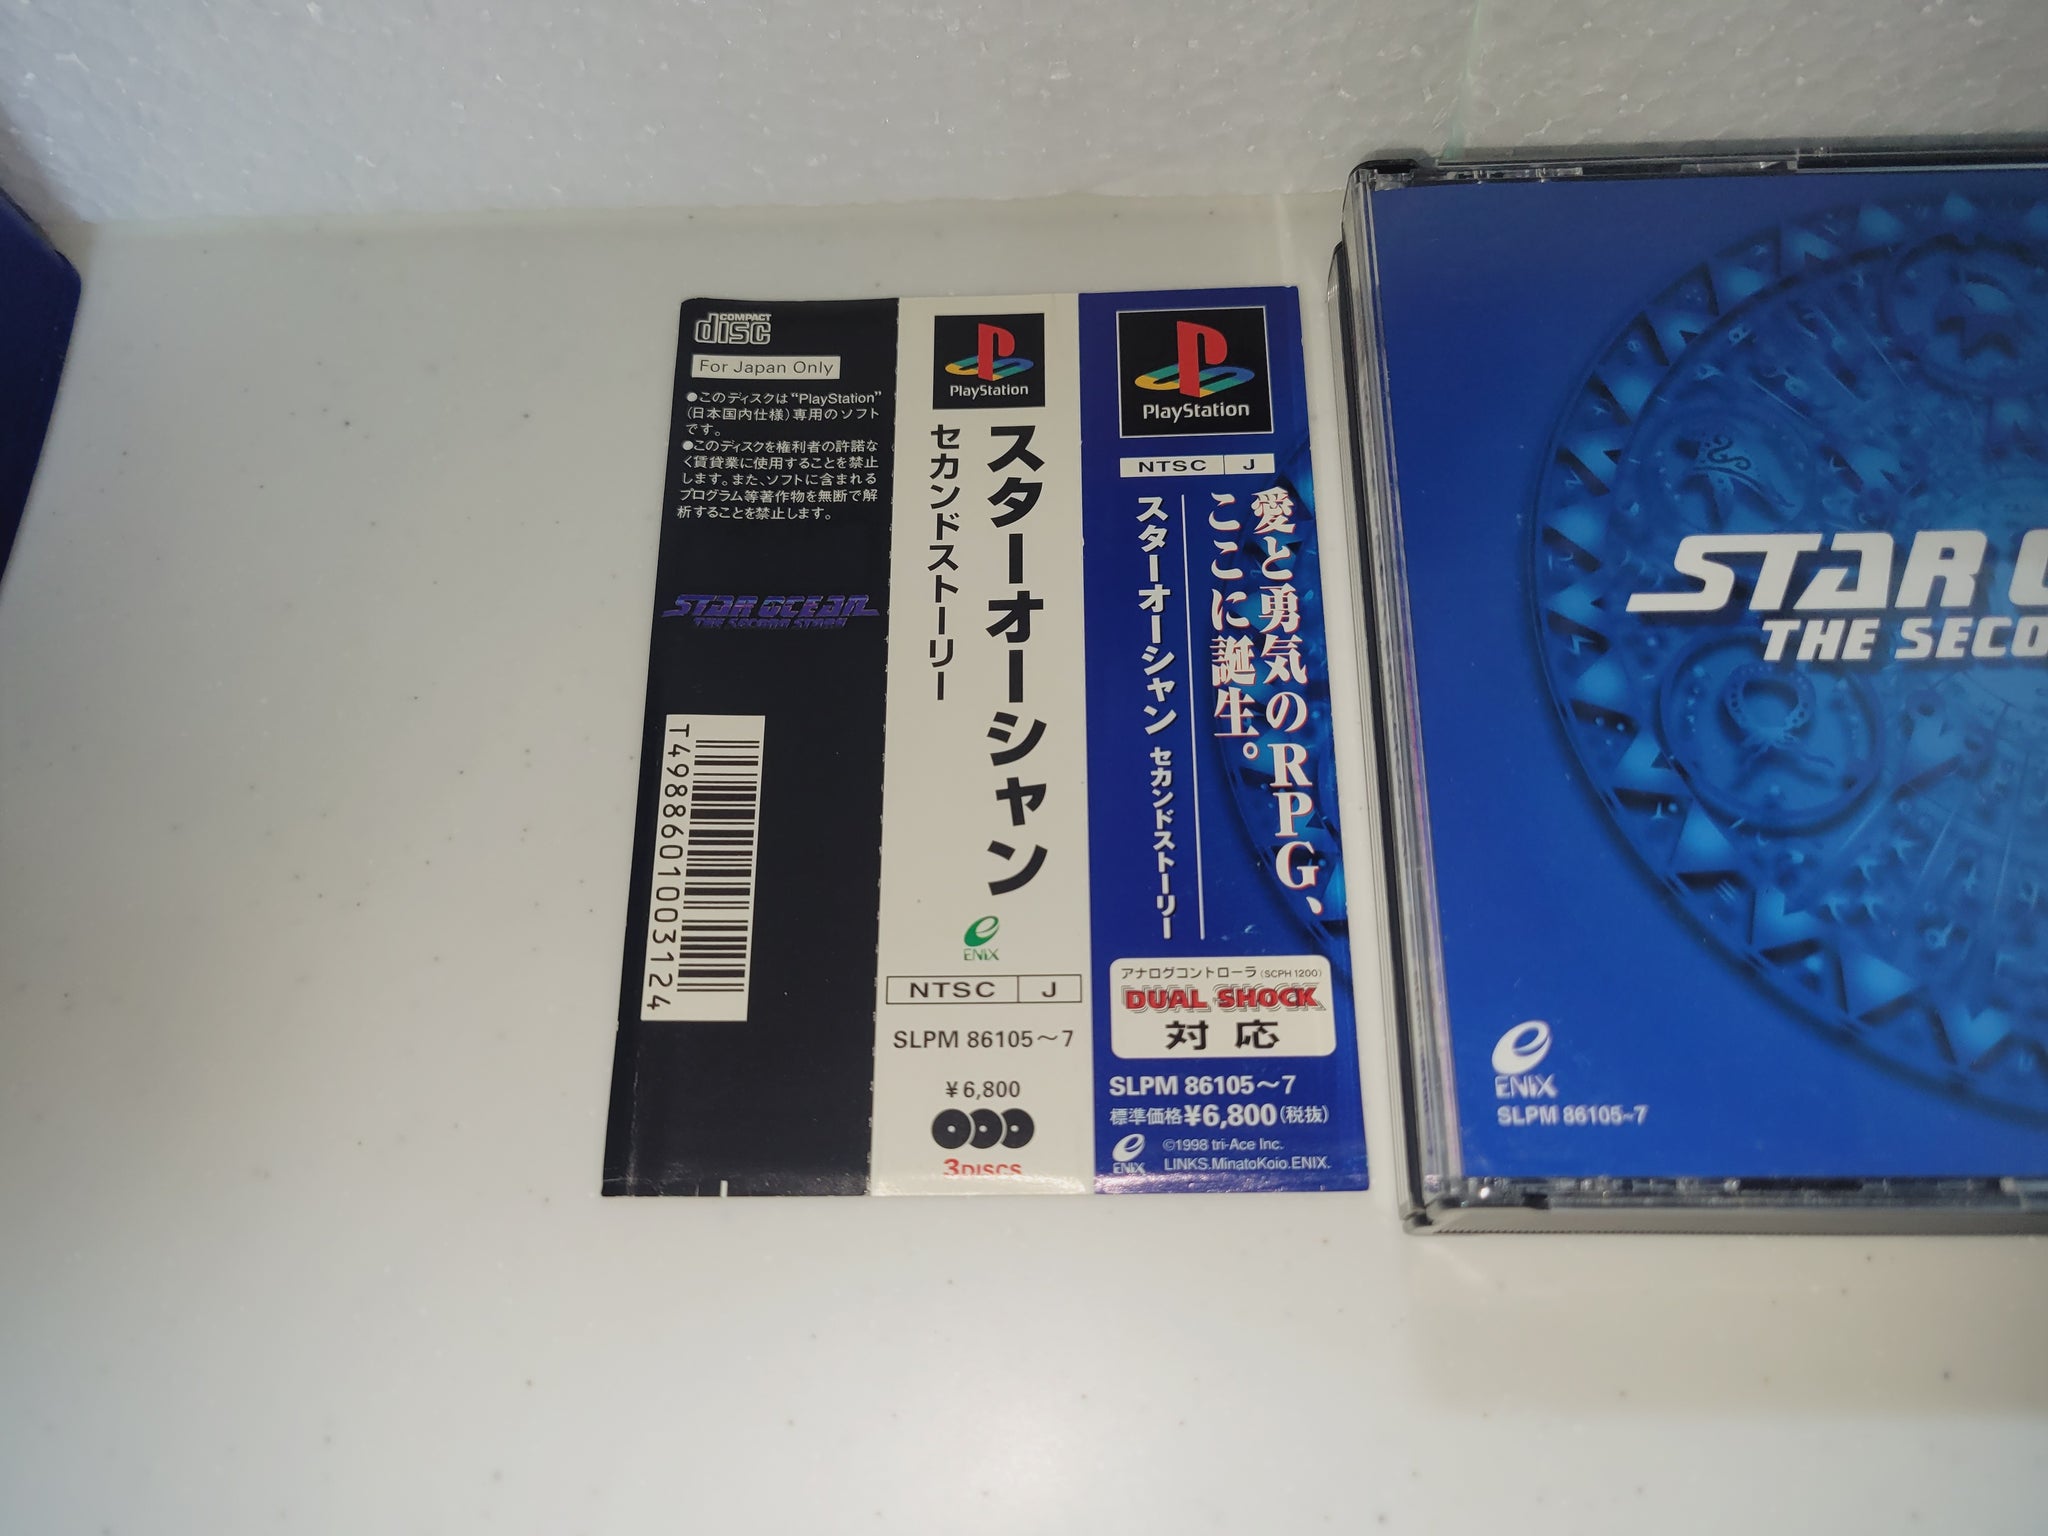 COMPACT
disc
For Japan Only
●このディスクは"PlayStation"
(日本国内仕様)専用のソフト
です。
●このディスクを権利者の許諾な
く賃貸業に使用することを禁止
します。また、ソフトに含まれる
プログラム等著作物を無断で解
析することを禁止します。
STAR OCEAN
THE SECOND STORY
T4988601003124
PlayStation
スターオーシャン
セカンドストーリー
ENIX
NTSC J
SLPM 86105～7
¥6,800
3DISCS
PlayStation
NTSC J
愛と勇気のRPG、
ここに誕生。
スターオーシャン セカンドストーリー
アナログコントローラ(SCPH 1200)
DUAL SHOCK
対応
SLPM 86105～7
標準価格¥6,800(税抜)
ENIX
©1998 tri-Ace Inc.
LINKS.MinatoKoio.ENIX.
STAR
THE SECO
ENIX
SLPM 86105~7